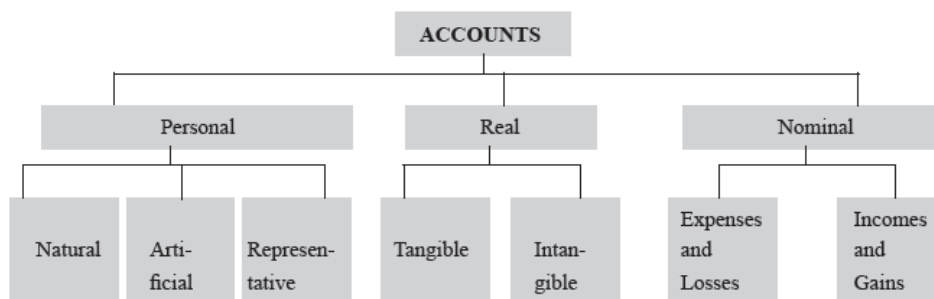 ACCOUNTS
Personal
Real
Nominal
Natural
Arti-
ficial
Represen-
tative
Tangible
Intan-
gible
Expenses
and
Losses
Incomes
and
Gains